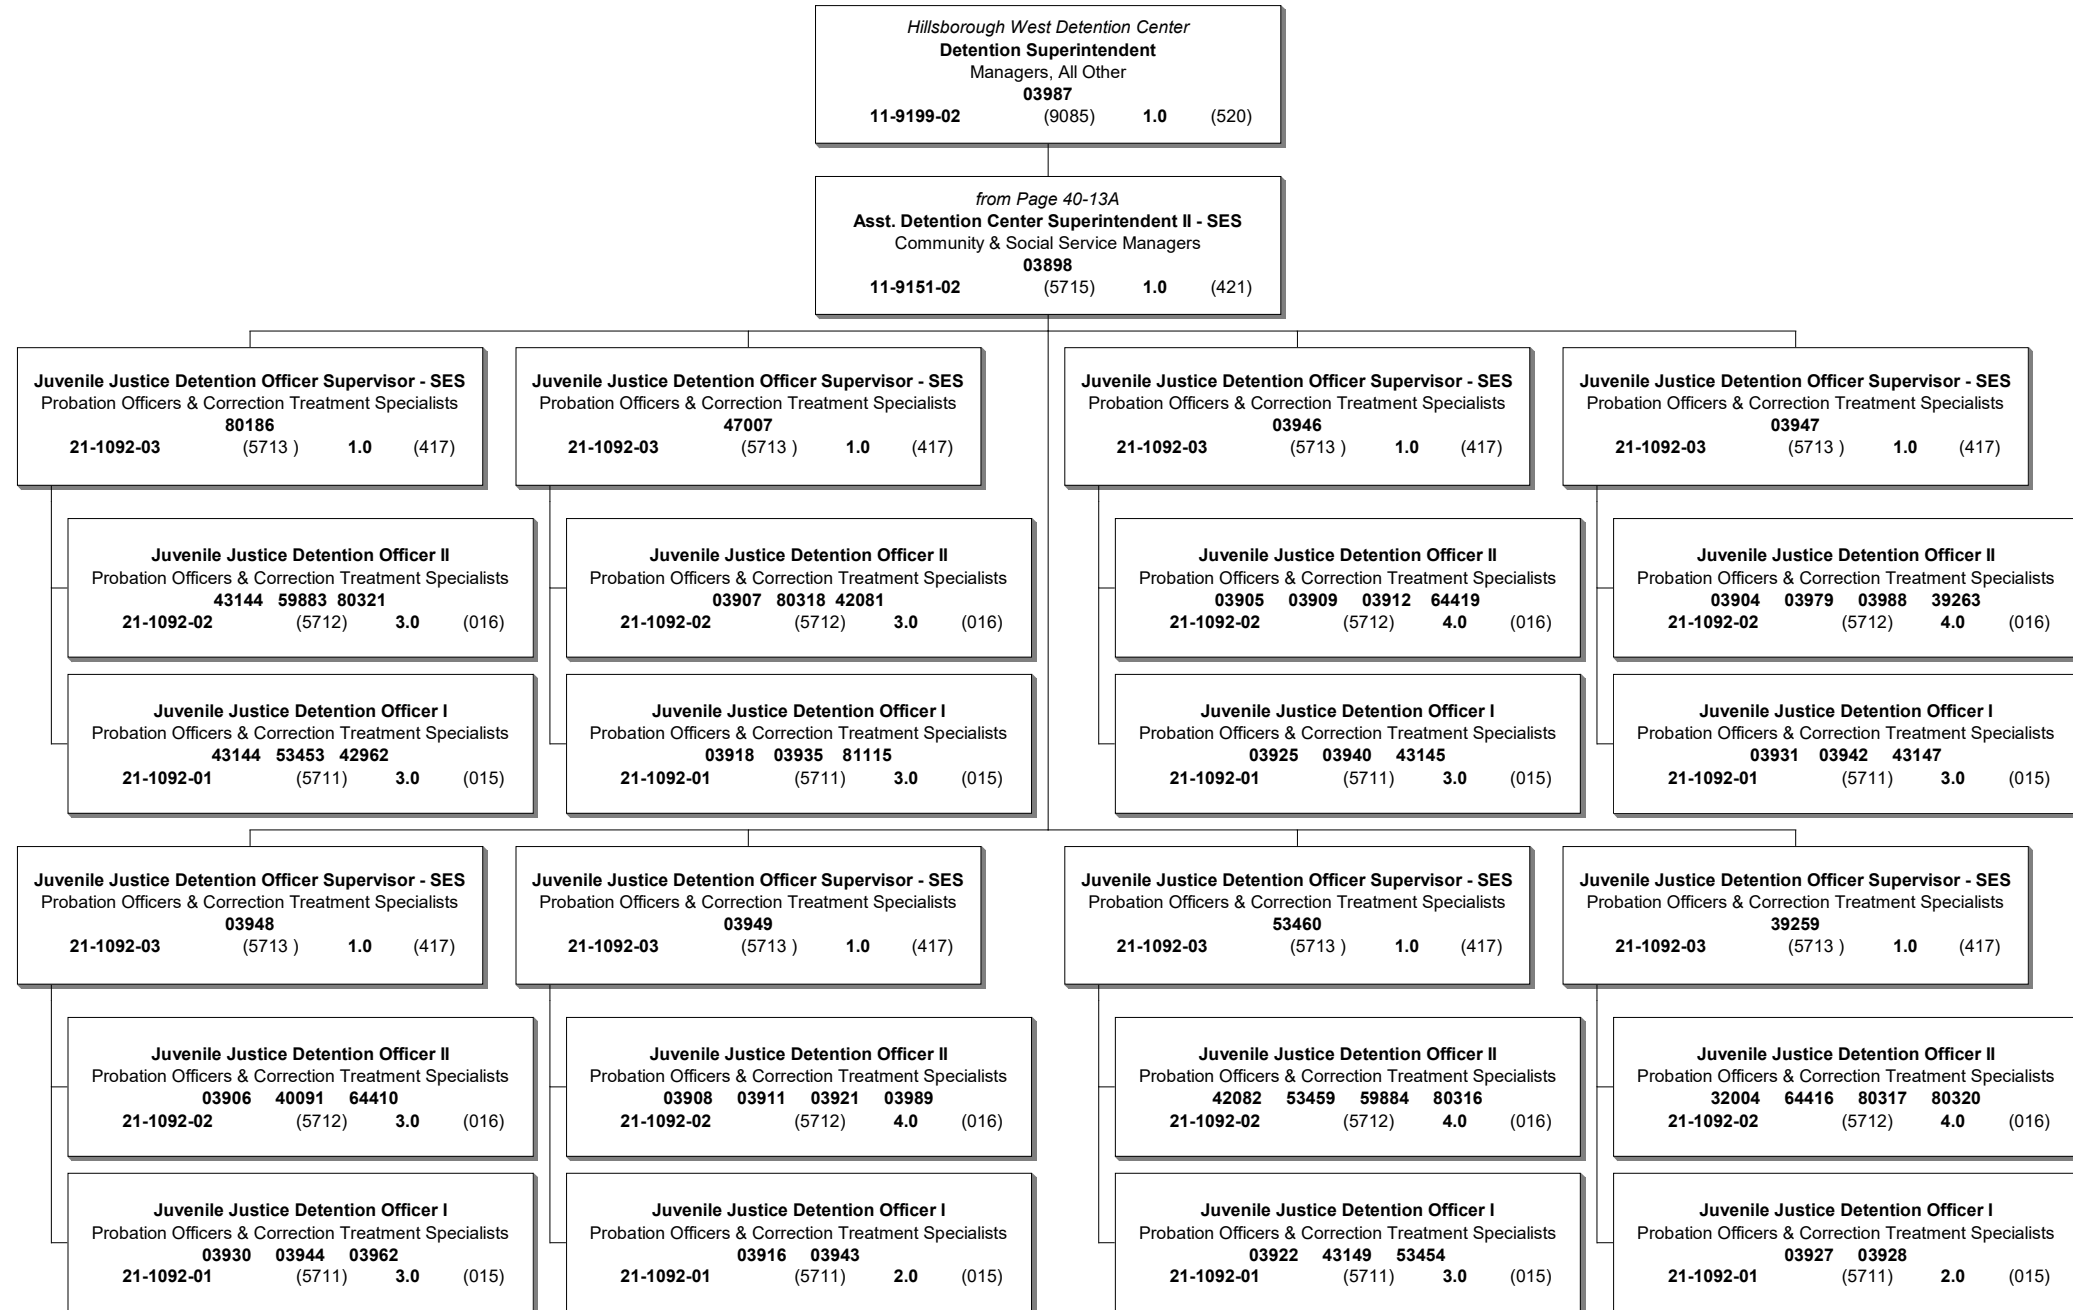 Hillsborough West Detention Center
Detention Superintendent
Managers, All Other
03987
11-9199-02 (9085) 1.0 (520)
from Page 40-13A
Asst. Detention Center Superintendent II - SES
Community & Social Service Managers
03898
11-9151-02 (5715) 1.0 (421)
Juvenile Justice Detention Officer Supervisor - SES
Probation Officers & Correction Treatment Specialists
80186
21-1092-03 (5713 ) 1.0 (417)
Juvenile Justice Detention Officer II
Probation Officers & Correction Treatment Specialists
43144 59883 80321
21-1092-02 (5712) 3.0 (016)
Juvenile Justice Detention Officer I
Probation Officers & Correction Treatment Specialists
43144 53453 42962
21-1092-01 (5711) 3.0 (015)
Juvenile Justice Detention Officer Supervisor - SES
Probation Officers & Correction Treatment Specialists
47007
21-1092-03 (5713 ) 1.0 (417)
Juvenile Justice Detention Officer II
Probation Officers & Correction Treatment Specialists
03907 80318 42081
21-1092-02 (5712) 3.0 (016)
Juvenile Justice Detention Officer I
Probation Officers & Correction Treatment Specialists
03918 03935 81115
21-1092-01 (5711) 3.0 (015)
Juvenile Justice Detention Officer Supervisor - SES
Probation Officers & Correction Treatment Specialists
03946
21-1092-03 (5713 ) 1.0 (417)
Juvenile Justice Detention Officer II
Probation Officers & Correction Treatment Specialists
03905 03909 03912 64419
21-1092-02 (5712) 4.0 (016)
Juvenile Justice Detention Officer I
Probation Officers & Correction Treatment Specialists
03925 03940 43145
21-1092-01 (5711) 3.0 (015)
Juvenile Justice Detention Officer Supervisor - SES
Probation Officers & Correction Treatment Specialists
03947
21-1092-03 (5713 ) 1.0 (417)
Juvenile Justice Detention Officer II
Probation Officers & Correction Treatment Specialists
03904 03979 03988 39263
21-1092-02 (5712) 4.0 (016)
Juvenile Justice Detention Officer I
Probation Officers & Correction Treatment Specialists
03931 03942 43147
21-1092-01 (5711) 3.0 (015)
Juvenile Justice Detention Officer Supervisor - SES
Probation Officers & Correction Treatment Specialists
03948
21-1092-03 (5713 ) 1.0 (417)
Juvenile Justice Detention Officer II
Probation Officers & Correction Treatment Specialists
03906 40091 64410
21-1092-02 (5712) 3.0 (016)
Juvenile Justice Detention Officer I
Probation Officers & Correction Treatment Specialists
03930 03944 03962
21-1092-01 (5711) 3.0 (015)
Juvenile Justice Detention Officer Supervisor - SES
Probation Officers & Correction Treatment Specialists
03949
21-1092-03 (5713 ) 1.0 (417)
Juvenile Justice Detention Officer II
Probation Officers & Correction Treatment Specialists
03908 03911 03921 03989
21-1092-02 (5712) 4.0 (016)
Juvenile Justice Detention Officer I
Probation Officers & Correction Treatment Specialists
03916 03943
21-1092-01 (5711) 2.0 (015)
Juvenile Justice Detention Officer Supervisor - SES
Probation Officers & Correction Treatment Specialists
53460
21-1092-03 (5713 ) 1.0 (417)
Juvenile Justice Detention Officer II
Probation Officers & Correction Treatment Specialists
42082 53459 59884 80316
21-1092-02 (5712) 4.0 (016)
Juvenile Justice Detention Officer I
Probation Officers & Correction Treatment Specialists
03922 43149 53454
21-1092-01 (5711) 3.0 (015)
Juvenile Justice Detention Officer Supervisor - SES
Probation Officers & Correction Treatment Specialists
39259
21-1092-03 (5713 ) 1.0 (417)
Juvenile Justice Detention Officer II
Probation Officers & Correction Treatment Specialists
32004 64416 80317 80320
21-1092-02 (5712) 4.0 (016)
Juvenile Justice Detention Officer I
Probation Officers & Correction Treatment Specialists
03927 03928
21-1092-01 (5711) 2.0 (015)